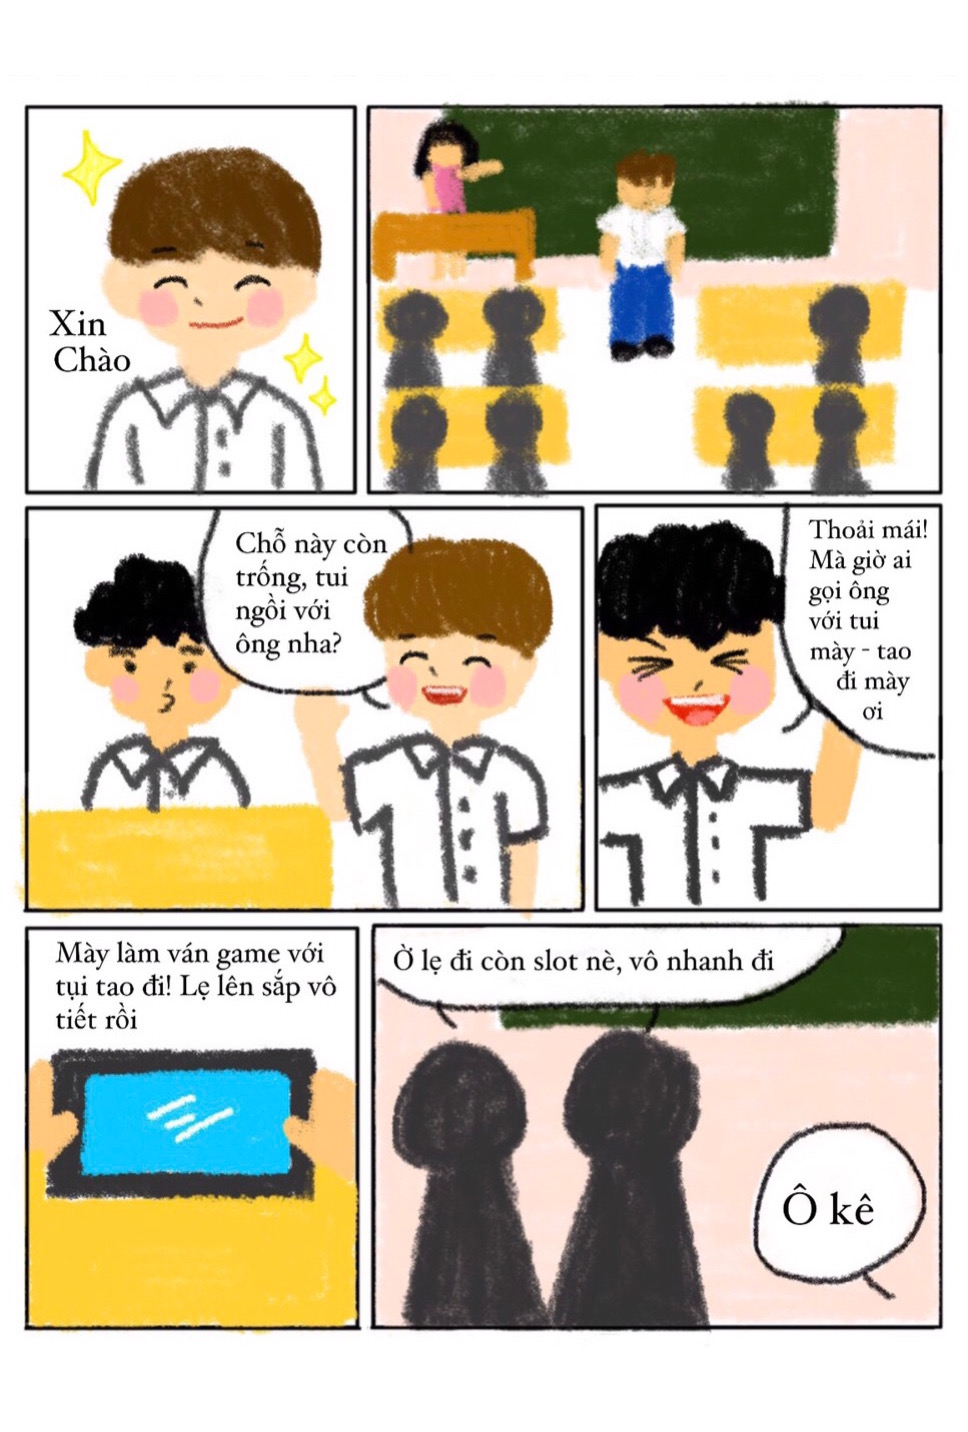 Xin
Chào
Chỗ này còn
trống, tui
ngồi với
ông nha?
Thoải mái!
Mà giờ ai
gọi ông
với tui
mày - tao
đi mày
ơi
Mày làm ván game với
tụi tao đi! Lẹ lên sắp vô
tiết rồi
Ờ lẹ đi còn slot nè, vô nhanh đi
Ô kê